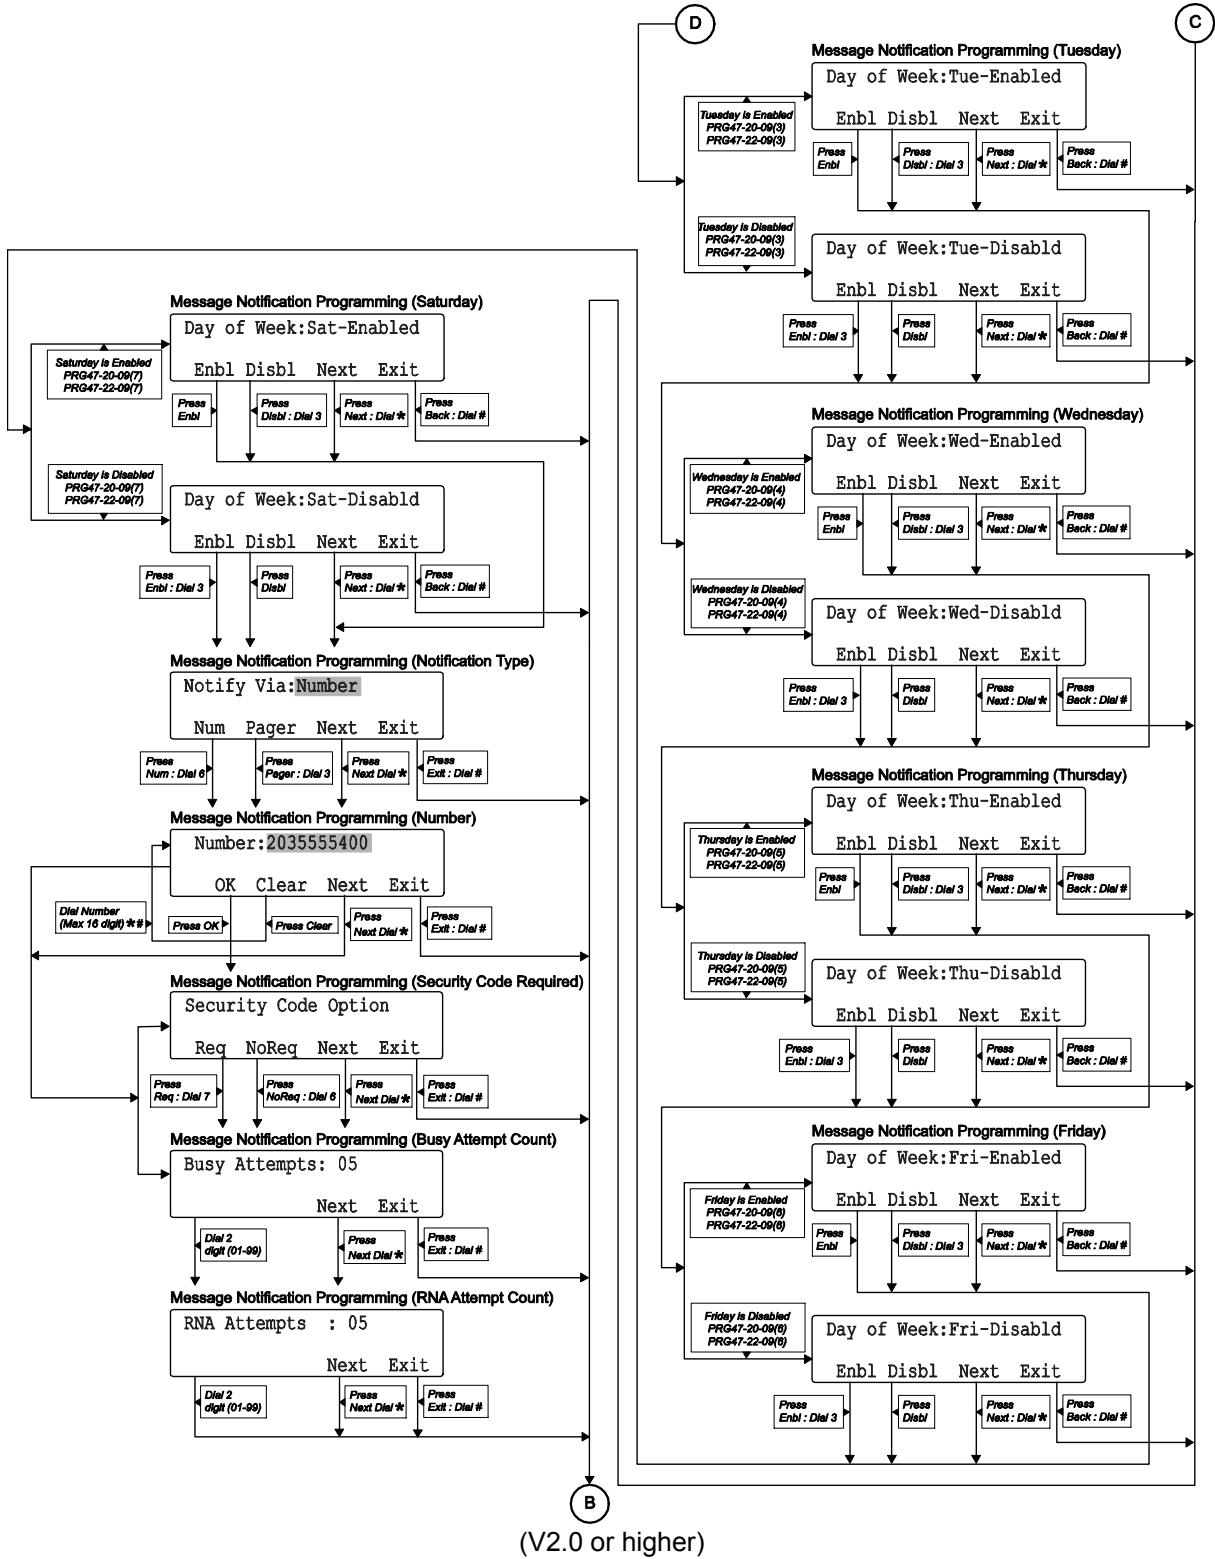 D
C
Message Notification Programming (Tuesday)
Day of Week:Tue-Enabled
Enbl Disbl Next Exit
Tuesday is Enabled
PRG47-20-09(3)
PRG47-22-09(3)
Press
Enbl
Press
Disbl : Dial 3
Press
Next : Dial *
Press
Back : Dial #
Tuesday is Disabled
PRG47-20-09(3)
PRG47-22-09(3)
Day of Week:Tue-Disabld
Enbl Disbl Next Exit
Press
Enbl : Dial 3
Press
Disbl
Press
Next : Dial *
Press
Back : Dial #
Message Notification Programming (Wednesday)
Day of Week:Wed-Enabled
Enbl Disbl Next Exit
Wednesday is Enabled
PRG47-20-09(4)
PRG47-22-09(4)
Press
Enbl
Press
Disbl : Dial 3
Press
Next : Dial *
Press
Back : Dial #
Wednesday is Disabled
PRG47-20-09(4)
PRG47-22-09(4)
Day of Week:Wed-Disabld
Enbl Disbl Next Exit
Press
Enbl : Dial 3
Press
Disbl
Press
Next : Dial *
Press
Back : Dial #
Message Notification Programming (Thursday)
Day of Week:Thu-Enabled
Enbl Disbl Next Exit
Thursday is Enabled
PRG47-20-09(5)
PRG47-22-09(5)
Press
Enbl
Press
Disbl : Dial 3
Press
Next : Dial *
Press
Back : Dial #
Thursday is Disabled
PRG47-20-09(5)
PRG47-22-09(5)
Day of Week:Thu-Disabld
Enbl Disbl Next Exit
Press
Enbl : Dial 3
Press
Disbl
Press
Next : Dial *
Press
Back : Dial #
Message Notification Programming (Friday)
Day of Week:Fri-Enabled
Enbl Disbl Next Exit
Friday is Enabled
PRG47-20-09(6)
PRG47-22-09(6)
Press
Enbl
Press
Disbl : Dial 3
Press
Next : Dial *
Press
Back : Dial #
Friday is Disabled
PRG47-20-09(6)
PRG47-22-09(6)
Day of Week:Fri-Disabld
Enbl Disbl Next Exit
Press
Enbl : Dial 3
Press
Disbl
Press
Next : Dial *
Press
Back : Dial #
Message Notification Programming (Saturday)
Day of Week:Sat-Enabled
Enbl Disbl Next Exit
Saturday is Enabled
PRG47-20-09(7)
PRG47-22-09(7)
Press
Enbl
Press
Disbl : Dial 3
Press
Next : Dial *
Press
Back : Dial #
Saturday is Disabled
PRG47-20-09(7)
PRG47-22-09(7)
Day of Week:Sat-Disabld
Enbl Disbl Next Exit
Press
Enbl : Dial 3
Press
Disbl
Press
Next : Dial *
Press
Back : Dial #
Message Notification Programming (Notification Type)
Notify Via:Number
Num Pager Next Exit
Press
Num : Dial 6
Press
Pager : Dial 3
Press
Next Dial *
Press
Exit : Dial #
Message Notification Programming (Number)
Number:2035555400
OK Clear Next Exit
Dial Number
(Max 16 digit) * #
Press OK
Press Clear
Press
Next Dial *
Press
Exit : Dial #
Message Notification Programming (Security Code Required)
Security Code Option
Req NoReq Next Exit
Press
Req : Dial 7
Press
NoReq : Dial 6
Press
Next Dial *
Press
Exit : Dial #
Message Notification Programming (Busy Attempt Count)
Busy Attempts: 05
Next Exit
Dial 2
digit (01-99)
Press
Next Dial *
Press
Exit : Dial #
Message Notification Programming (RNA Attempt Count)
RNA Attempts : 05
Next Exit
Dial 2
digit (01-99)
Press
Next Dial *
Press
Exit : Dial #
B
(V2.0 or higher)